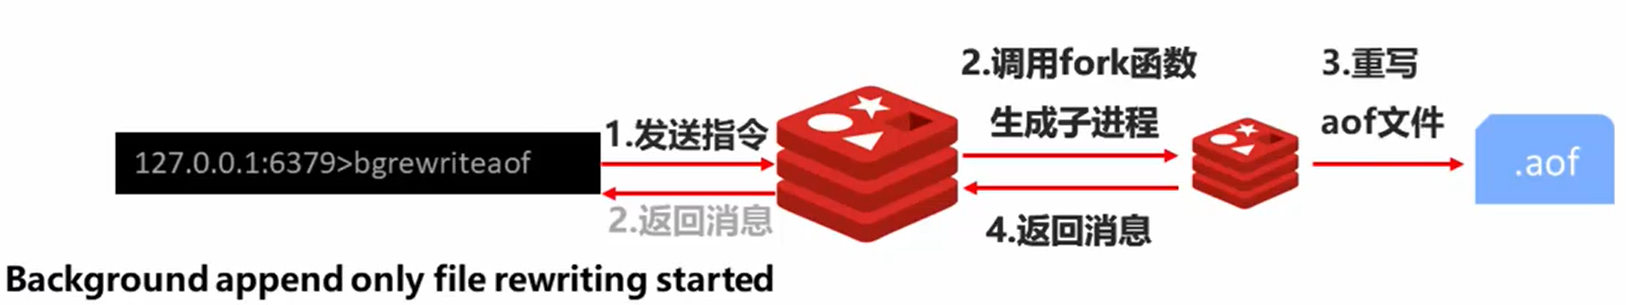 127.0.0.1:6379>bgrewriteaof
1.发送指令
2.返回消息
2.调用fork函数
生成子进程
4.返回消息
3.重写
aof文件
.aof
Background append only file rewriting started